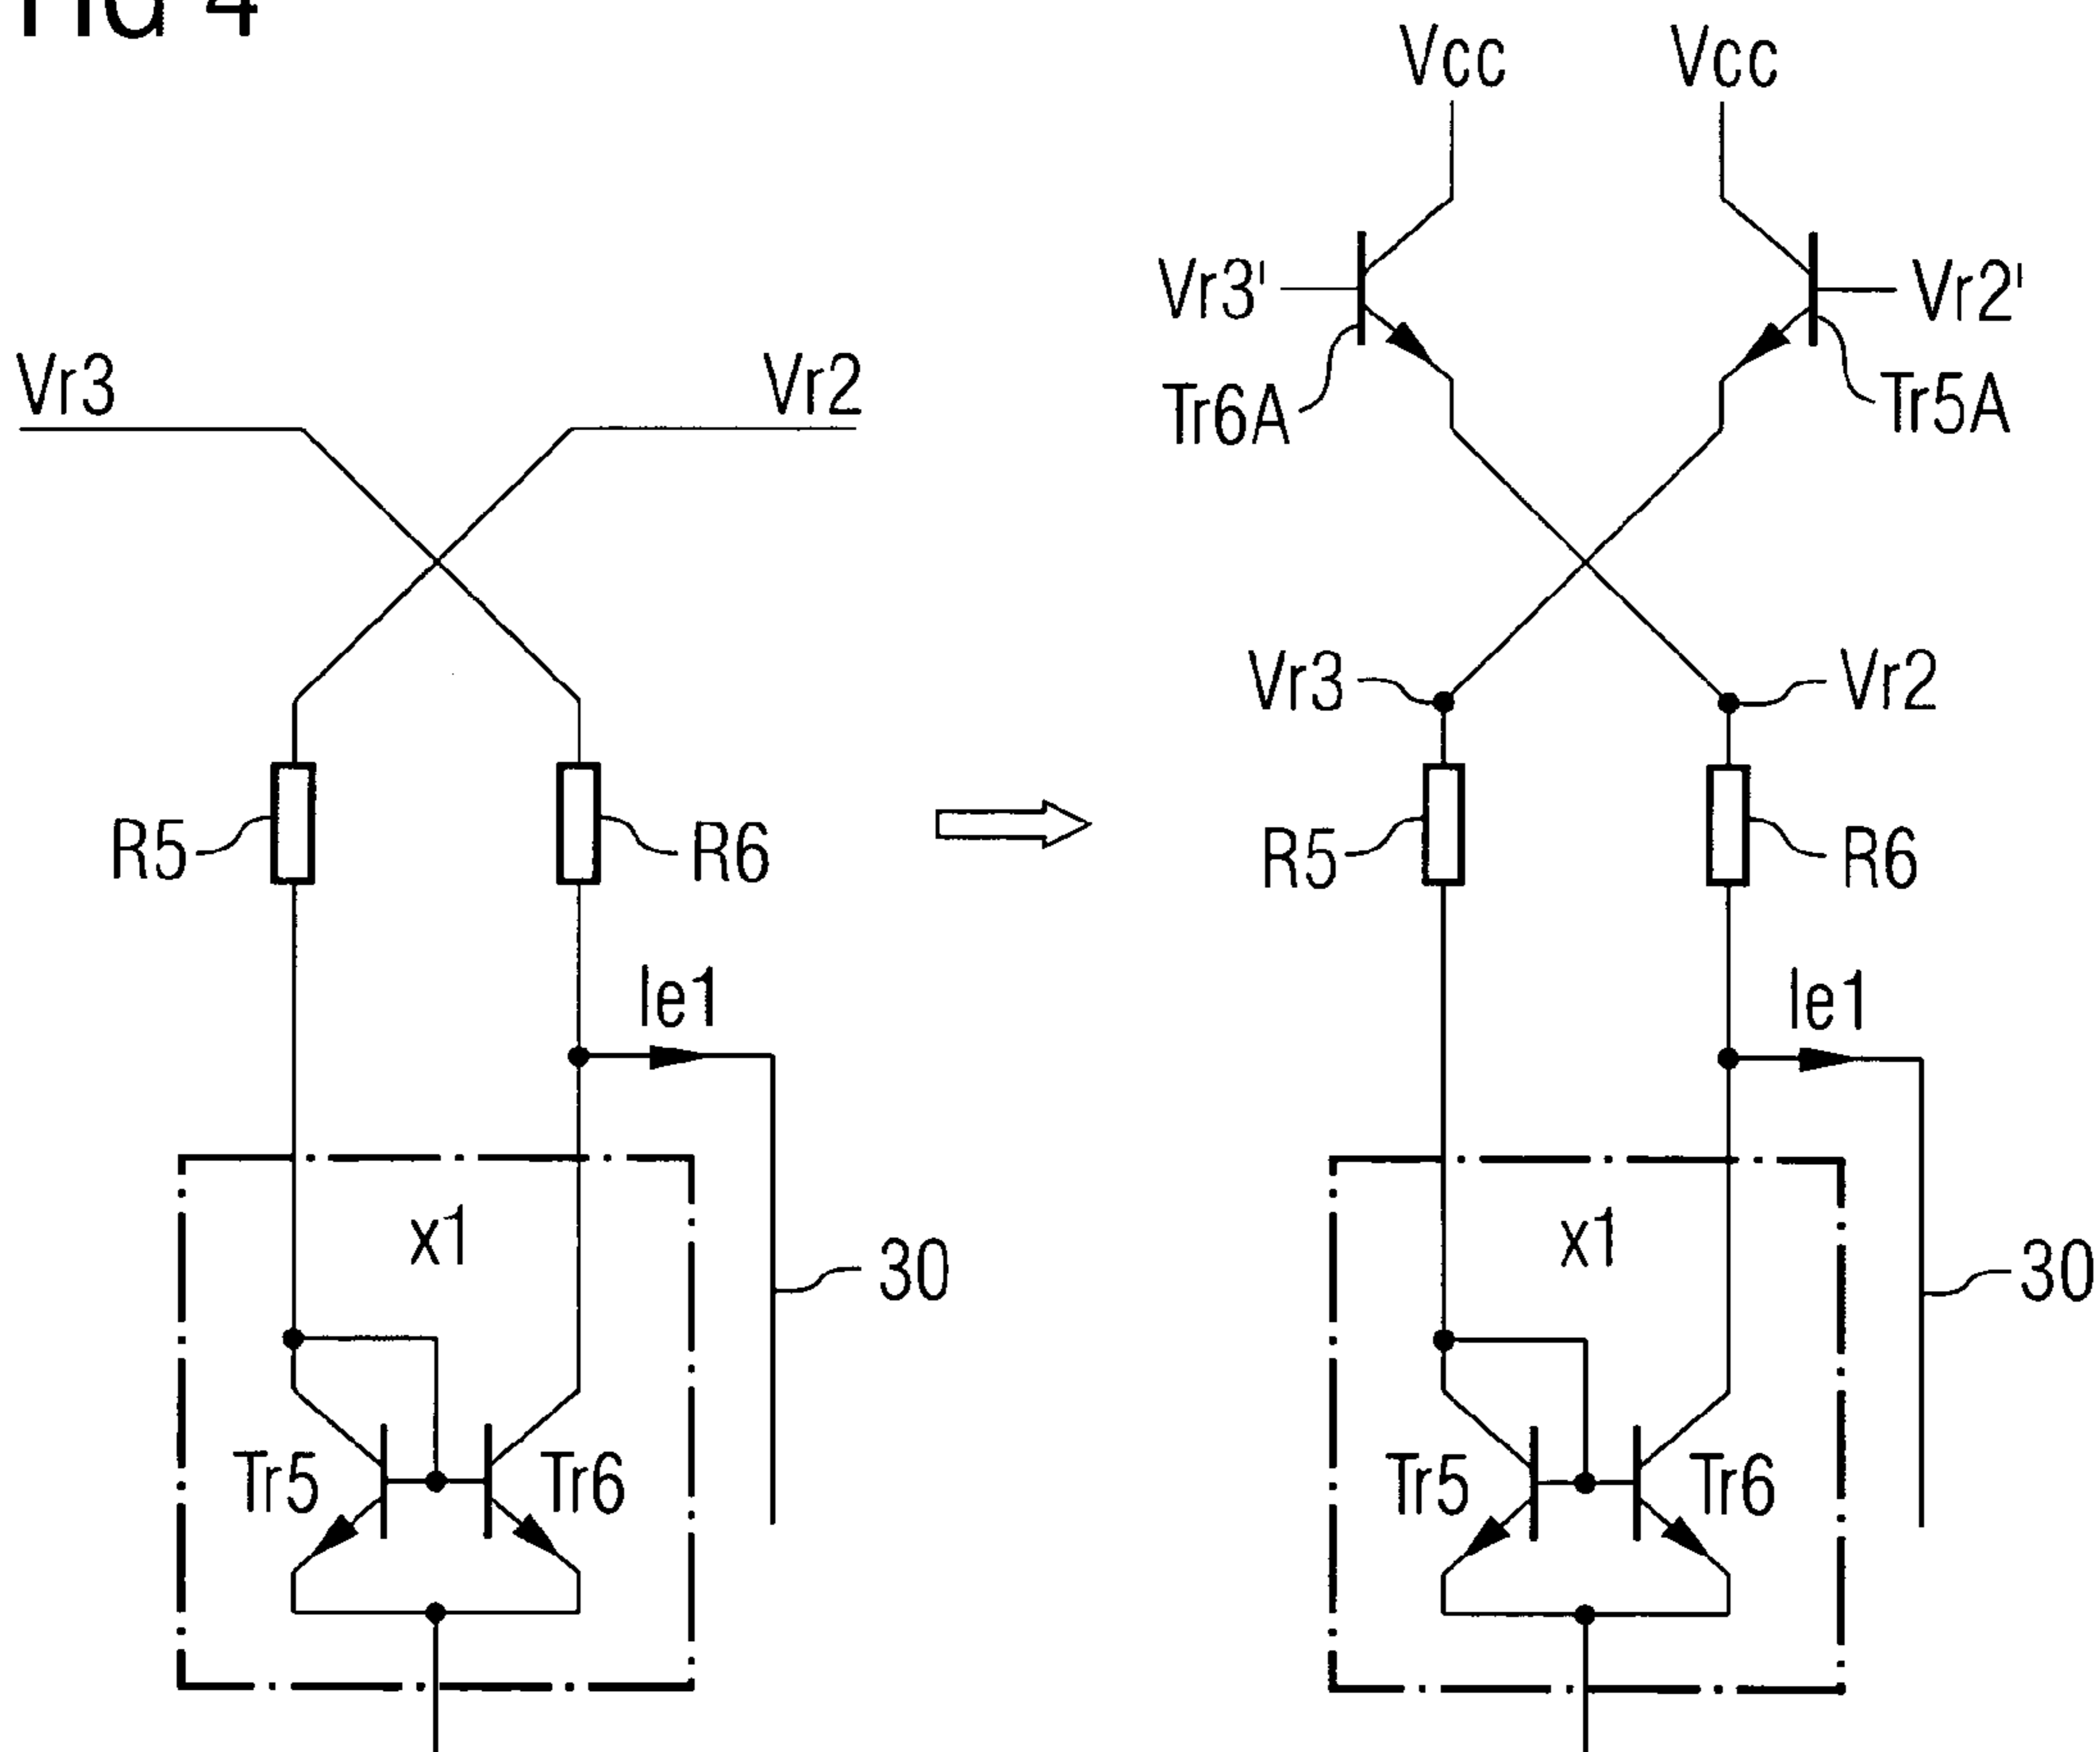 4
Vcc Vcc
Vr3' Vr2'
Tr6A Tr5A
Vr3 Vr2
Vr3 Vr2
R5 R6
R5 R6
Ie1
Ie1
x1
x1
30
30
Tr5 Tr6
Tr5 Tr6